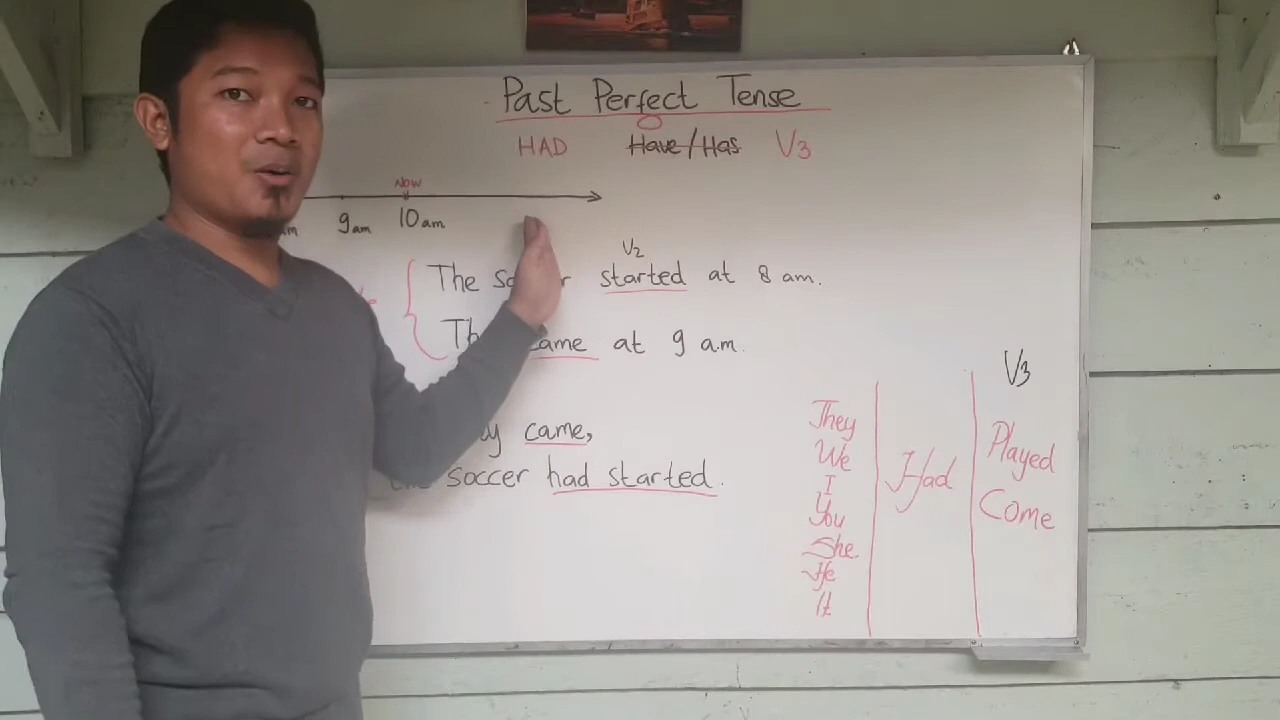 Past Perfect Tense
HAD Have/Has V3
Now
9am 10am
V2
The started at 8 am.
came at 9 a.m.
came,
soccer had started.
V3
They
We
I
You
She
He
It
Had
Played
Come